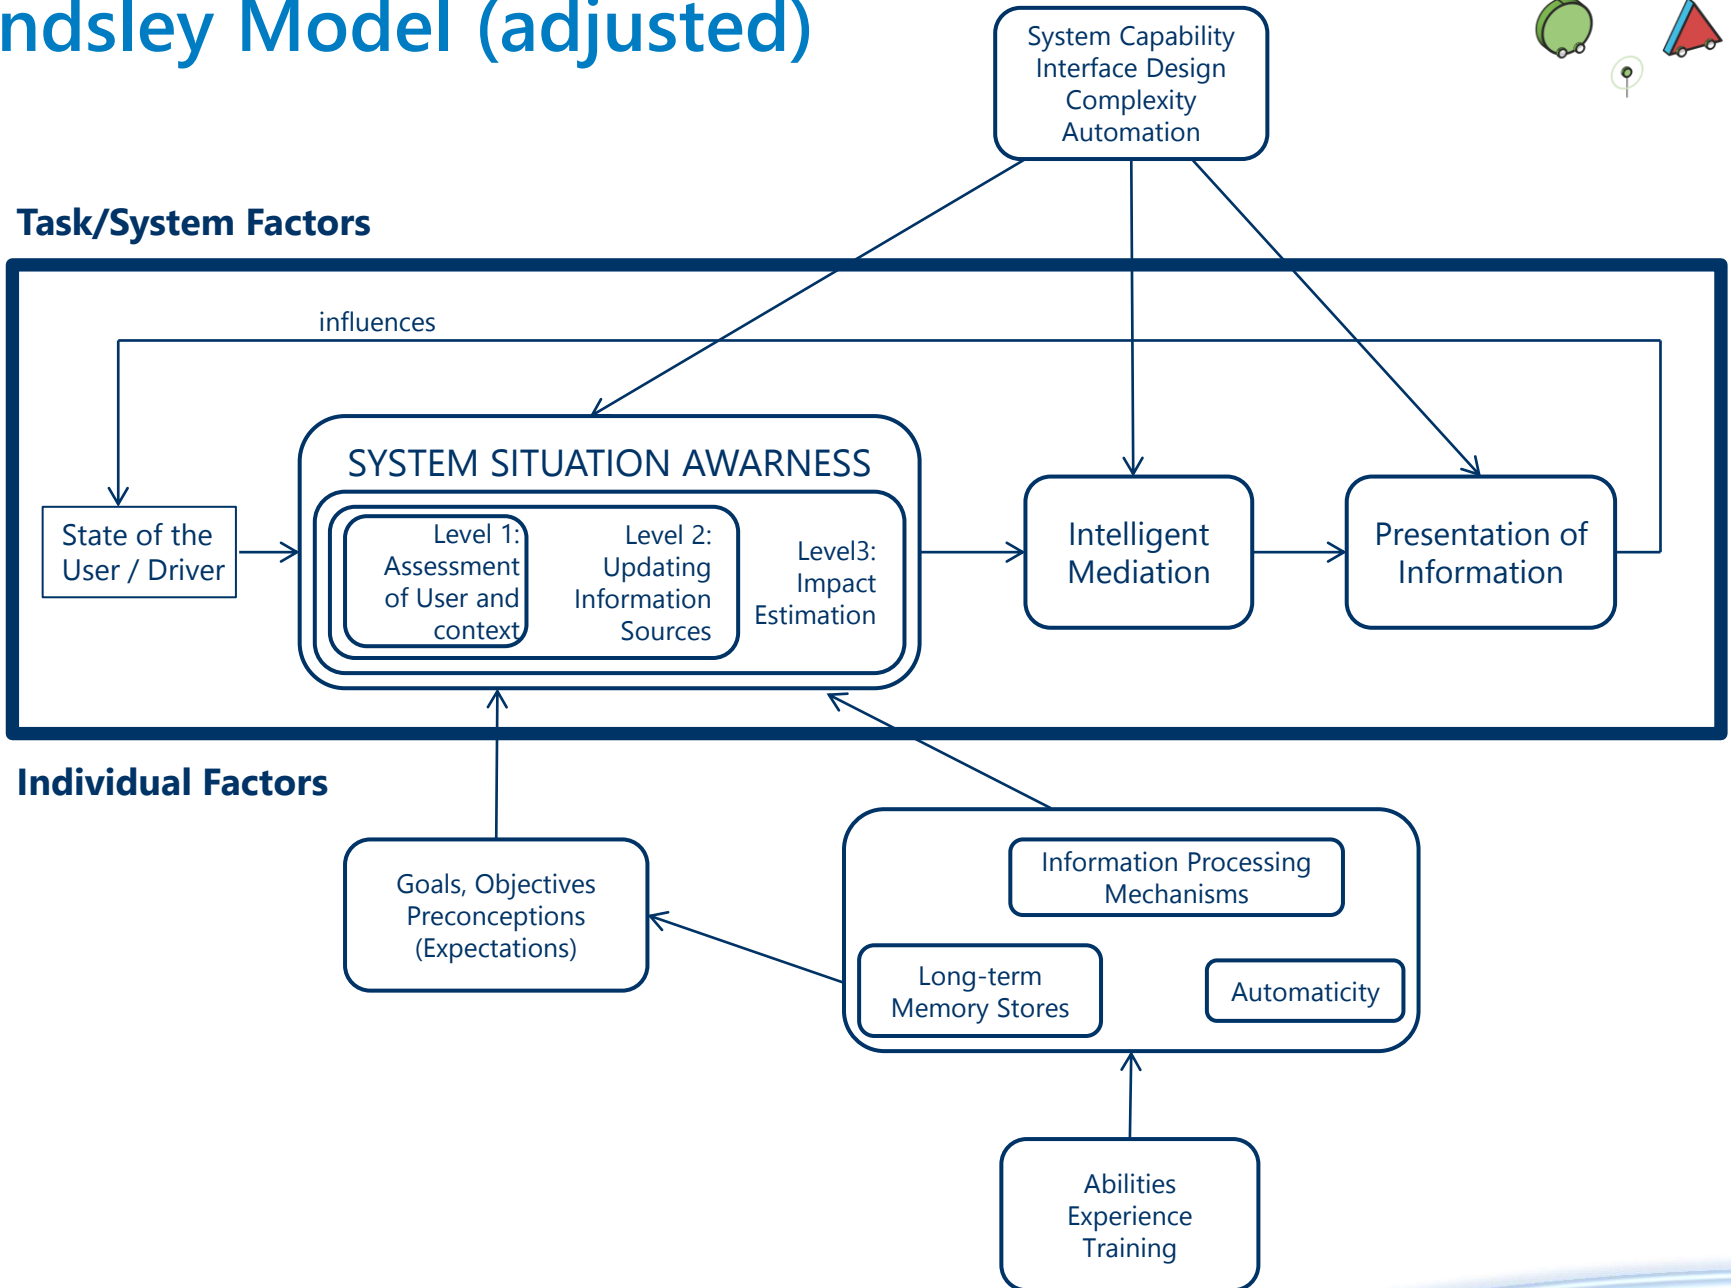 ndsley Model (adjusted)
System Capability
Interface Design
Complexity
Automation
Task/System Factors
influences
SYSTEM SITUATION AWARNESS
State of the
User / Driver
Level 1:
Assessment
of User and
context
Level 2:
Updating
Information
Sources
Level3:
Impact
Estimation
Intelligent
Mediation
Presentation of
Information
Individual Factors
Goals, Objectives
Preconceptions
(Expectations)
Information Processing
Mechanisms
Long-term
Memory Stores
Automaticity
Abilities
Experience
Training